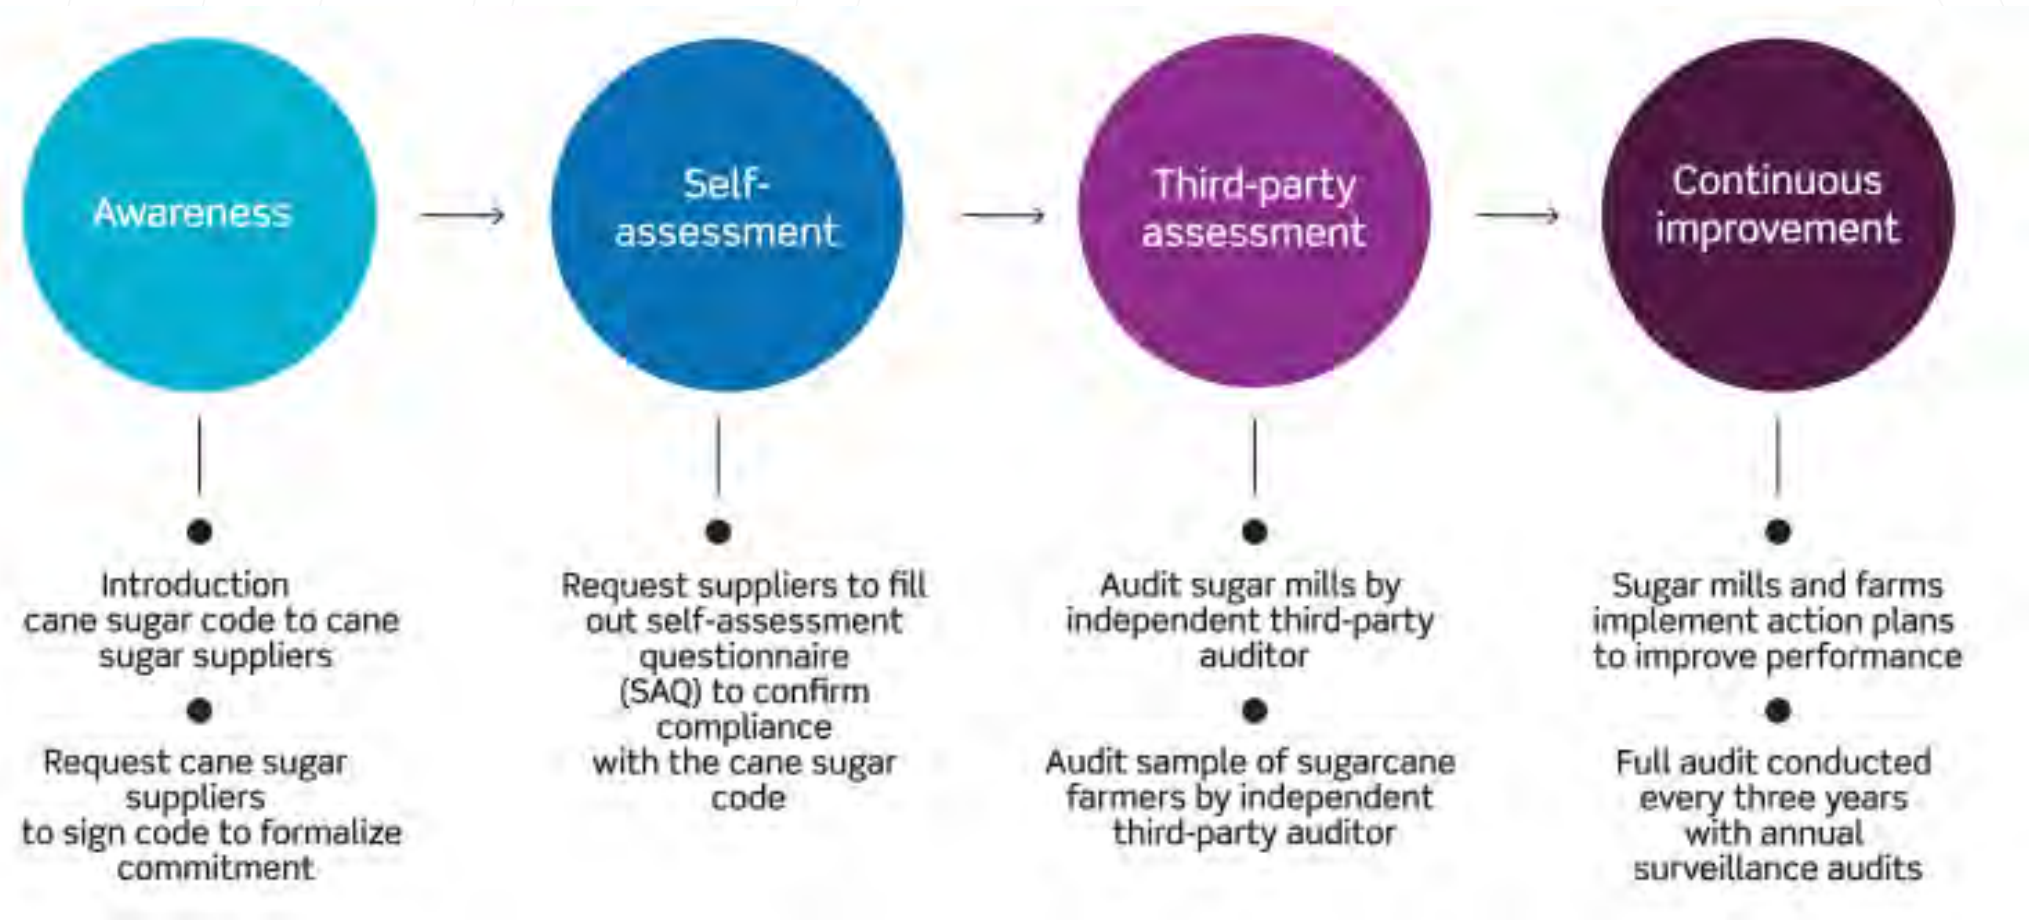 Awareness
Self-
assessment
Third-party
assessment
Continuous
improvement
Introduction
cane sugar code to cane
sugar suppliers
Request cane sugar
suppliers
to sign code to formalize
commitment
Request suppliers to fill
out self-assessment
questionnaire
(SAQ) to confirm
compliance
with the cane sugar
code
Audit sugar mills by
independent third-party
auditor
Audit sample of sugarcane
farmers by independent
third-party auditor
Sugar mills and farms
implement action plans
to improve performance
Full audit conducted
every three years
with annual
surveillance audits